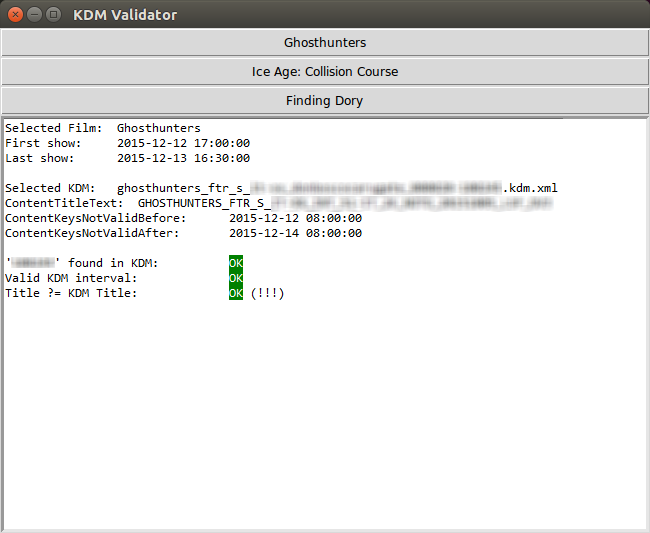 KDM Validator
Ghosthunters
Ice Age: Collision Course
Finding Dory
Selected Film: Ghosthunters
First show: 2015-12-12 17:00:00
Last show: 2015-12-13 16:30:00
Selected KDM: ghosthunters_ftr_s_ .kdm.xml
ContentTitleText: GHOSTHUNTERS_FTR_S_
ContentKeysNotValidBefore: 2015-12-12 08:00:00
ContentKeysNotValidAfter: 2015-12-14 08:00:00
' ' found in KDM: OK
Valid KDM interval: OK
Title ?= KDM Title: OK (!!!)